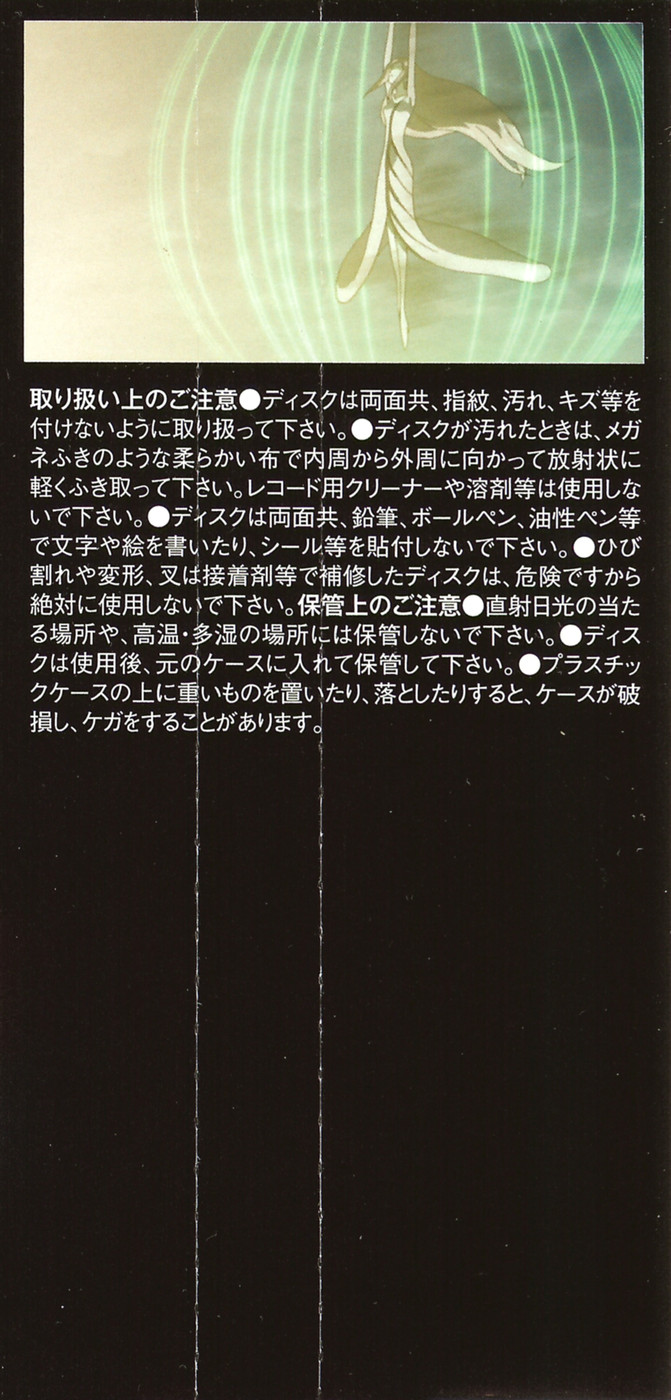 取り扱い上のご注意●ディスクは両面共、指紋、汚れ、キズ等を
付けないように取り扱って下さい。●ディスクが汚れたときは、メガ
ネふきのような柔らかい布で内周から外周に向かって放射状に
軽くふき取って下さい。レコード用クリーナーや溶剤等は使用しな
いで下さい。●ディスクは両面共、鉛筆、ボールペン、油性ペン等
で文字や絵を書いたり、シール等を貼付しないで下さい。●ひび
割れや変形、又は接着剤等で補修したディスクは、危険ですから
絶対に使用しないで下さい。保管上のご注意●直射日光の当た
る場所や、高温・多湿の場所には保管しないで下さい。●ディス
クは使用後、元のケースに入れて保管して下さい。●プラスチッ
クケースの上に重いものを置いたり、落としたりすると、ケースが破
損し、ケガをすることがあります。